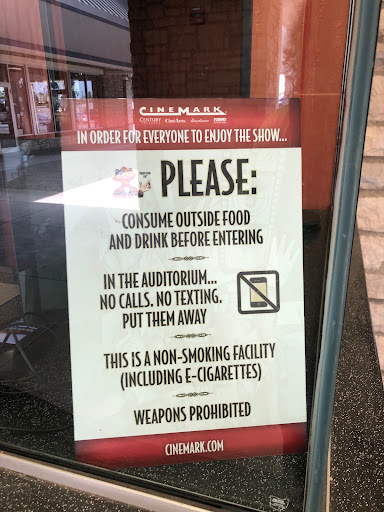 CINEMARK
CENTURY CinéArts
IN ORDER FOR EVERYONE TO ENJOY THE SHOW...
PLEASE:
CONSUME OUTSIDE FOOD
AND DRINK BEFORE ENTERING
IN THE AUDITORIUM...
NO CALLS. NO TEXTING.
PUT THEM AWAY
THIS IS A NON-SMOKING FACILITY
(INCLUDING E-CIGARETTES)
WEAPONS PROHIBITED
CINEMARK.COM